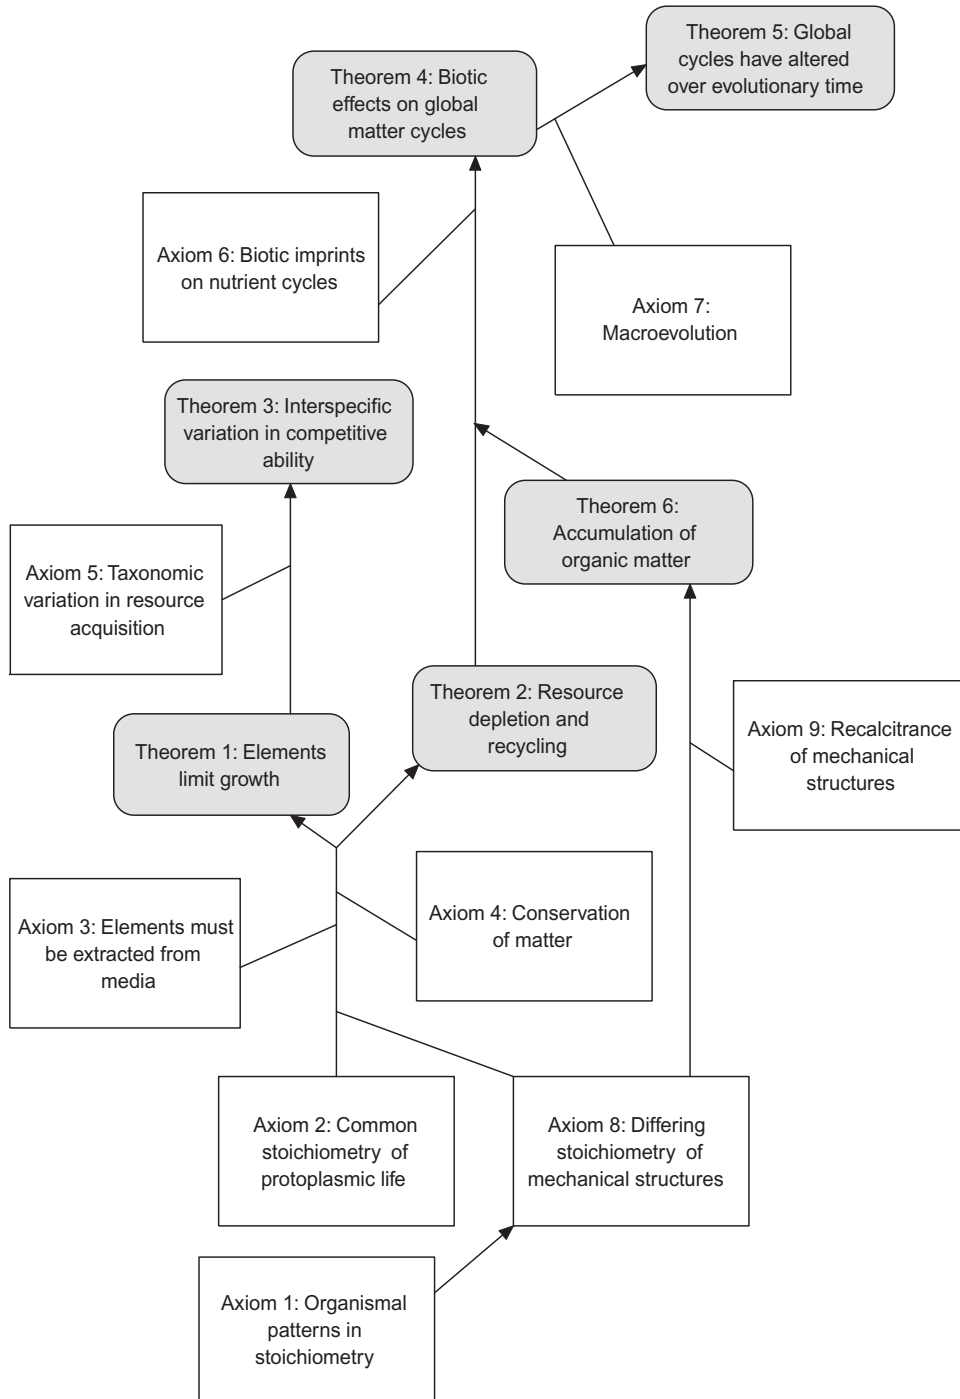 Theorem 5: Global
cycles have altered
over evolutionary time
Theorem 4: Biotic
effects on global
matter cycles
Axiom 6: Biotic imprints
on nutrient cycles
Axiom 7:
Macroevolution
Theorem 3: Interspecific
variation in competitive
ability
Theorem 6:
Accumulation of
organic matter
Axiom 5: Taxonomic
variation in resource
acquisition
Theorem 2: Resource
depletion and
recycling
Theorem 1: Elements
limit growth
Axiom 9: Recalcitrance
of mechanical
structures
Axiom 3: Elements must
be extracted from
media
Axiom 4: Conservation
of matter
Axiom 2: Common
stoichiometry of
protoplasmic life
Axiom 8: Differing
stoichiometry of
mechanical structures
Axiom 1: Organismal
patterns in
stoichiometry